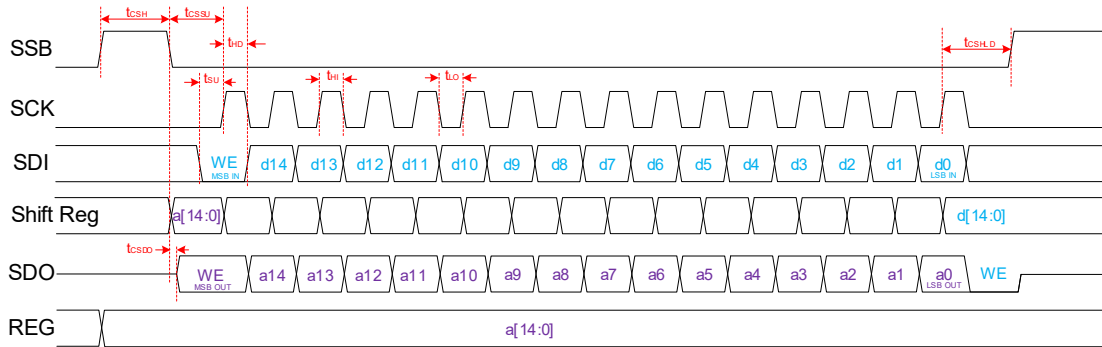 tCSH tCSSU
SSB tHD tCSHLD
tSU tHI tLO
SCK
SDI WE d14 d13 d12 d11 d10 d9 d8 d7 d6 d5 d4 d3 d2 d1 d0
MSB IN LSB IN
Shift Reg a[14:0] d[14:0]
tCSDO
SDO WE a14 a13 a12 a11 a10 a9 a8 a7 a6 a5 a4 a3 a2 a1 a0 WE
MSB OUT LSB OUT
REG a[14:0]